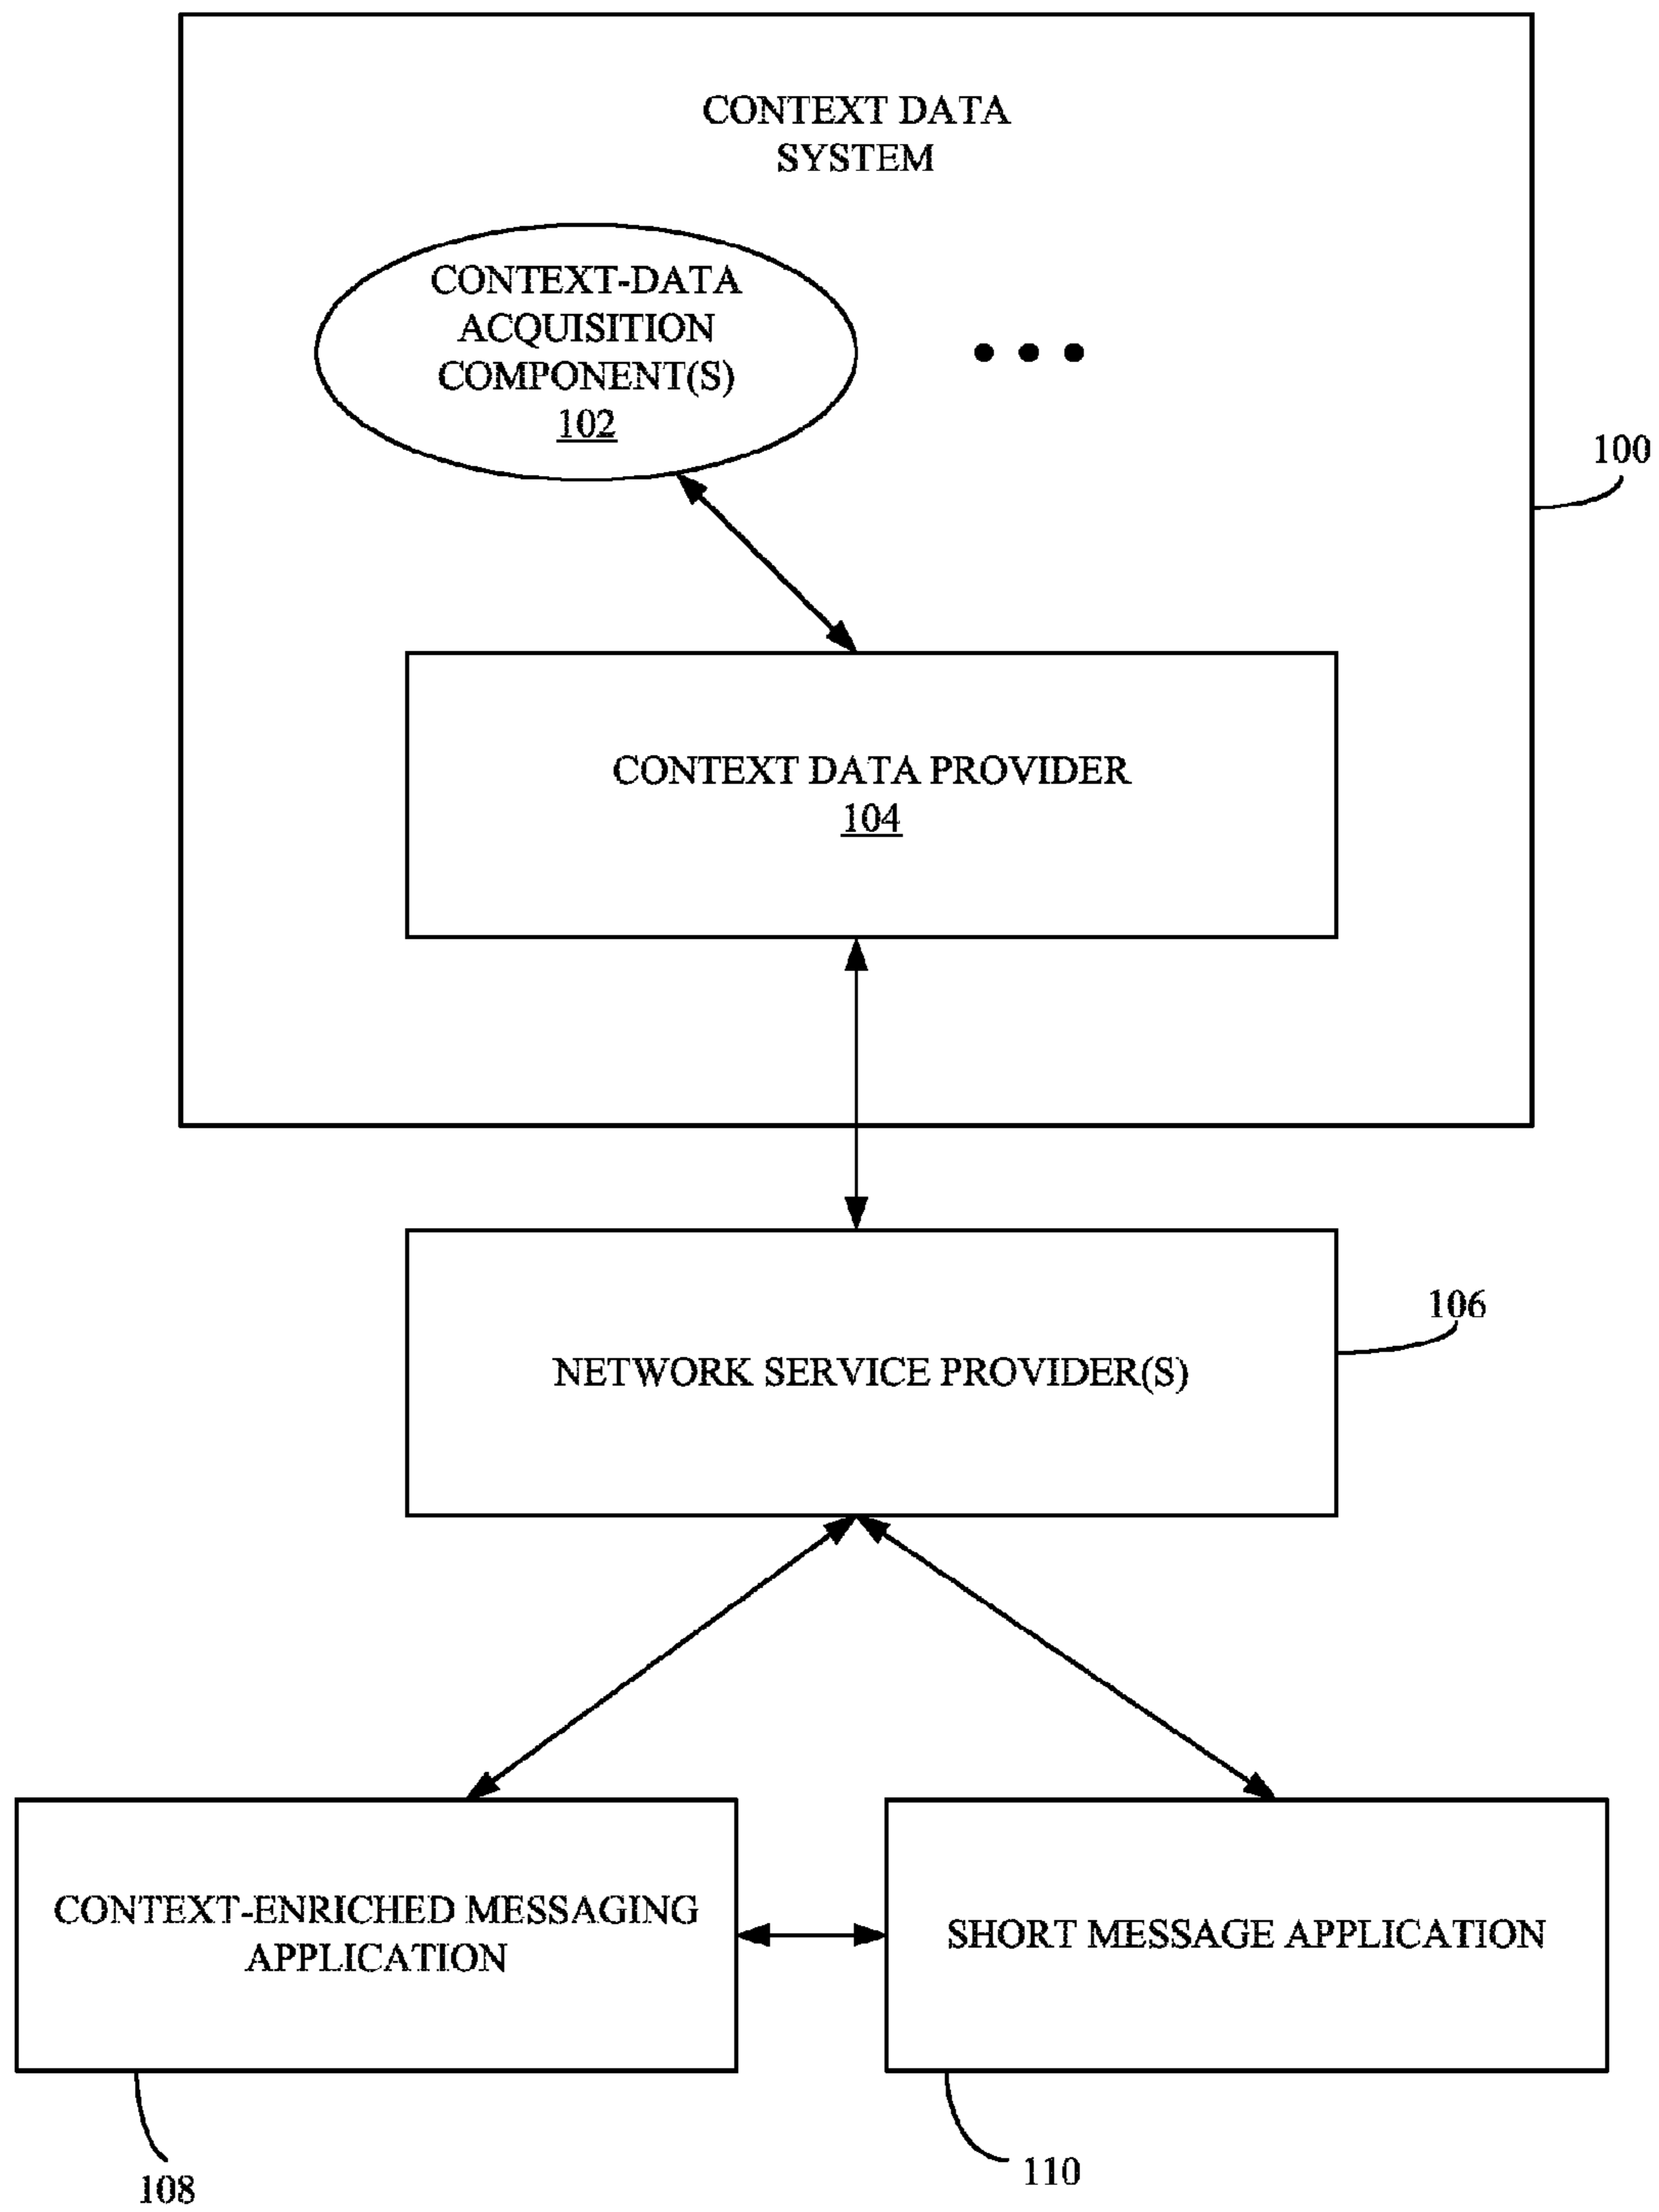 CONTEXT DATA
SYSTEM
CONTEXT-DATA
ACQUISITION
COMPONENT(S)
102
100
CONTEXT DATA PROVIDER
104
106
NETWORK SERVICE PROVIDER(S)
CONTEXT-ENRICHED MESSAGING
APPLICATION
SHORT MESSAGE APPLICATION
108
110